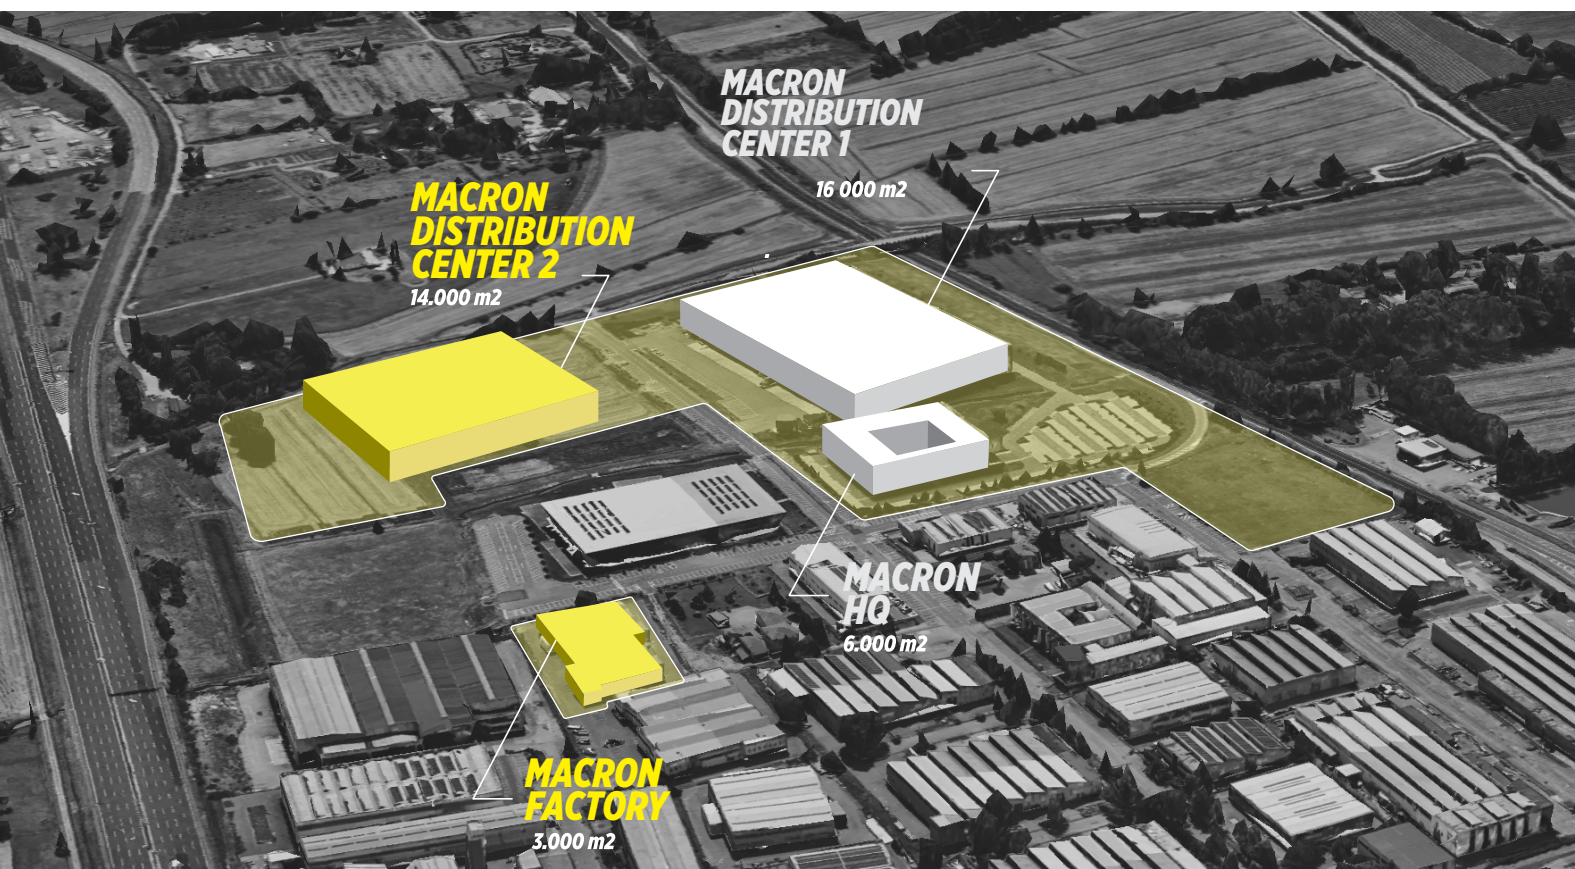 MACRON
DISTRIBUTION
CENTER 1
16 000 m2
MACRON
DISTRIBUTION
CENTER 2
14.000 m2
MACRON
HQ
6.000 m2
MACRON
FACTORY
3.000 m2